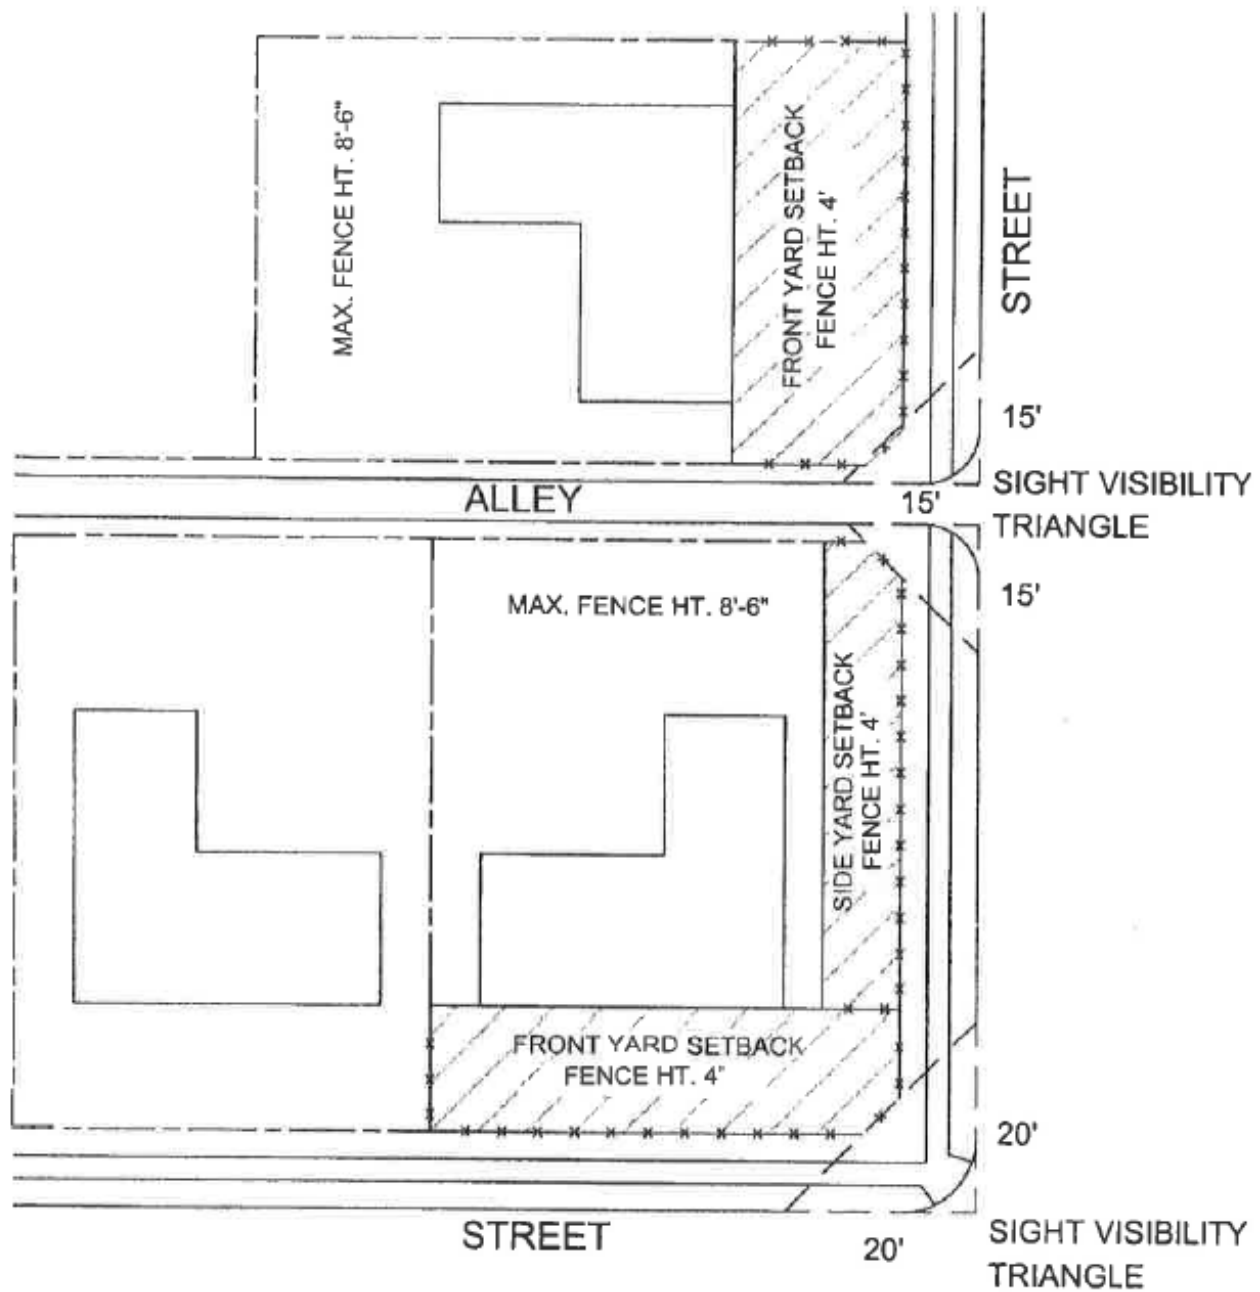 MAX. FENCE HT. 8'-6"
FRONT YARD SETBACK
FENCE HT. 4'
STREET
15'
SIGHT VISIBILITY
TRIANGLE
ALLEY
15'
15'
MAX. FENCE HT. 8'-6"
SIDE YARD SETBACK
FENCE HT. 4'
FRONT YARD SETBACK
FENCE HT. 4'
20'
STREET
20'
SIGHT VISIBILITY
TRIANGLE